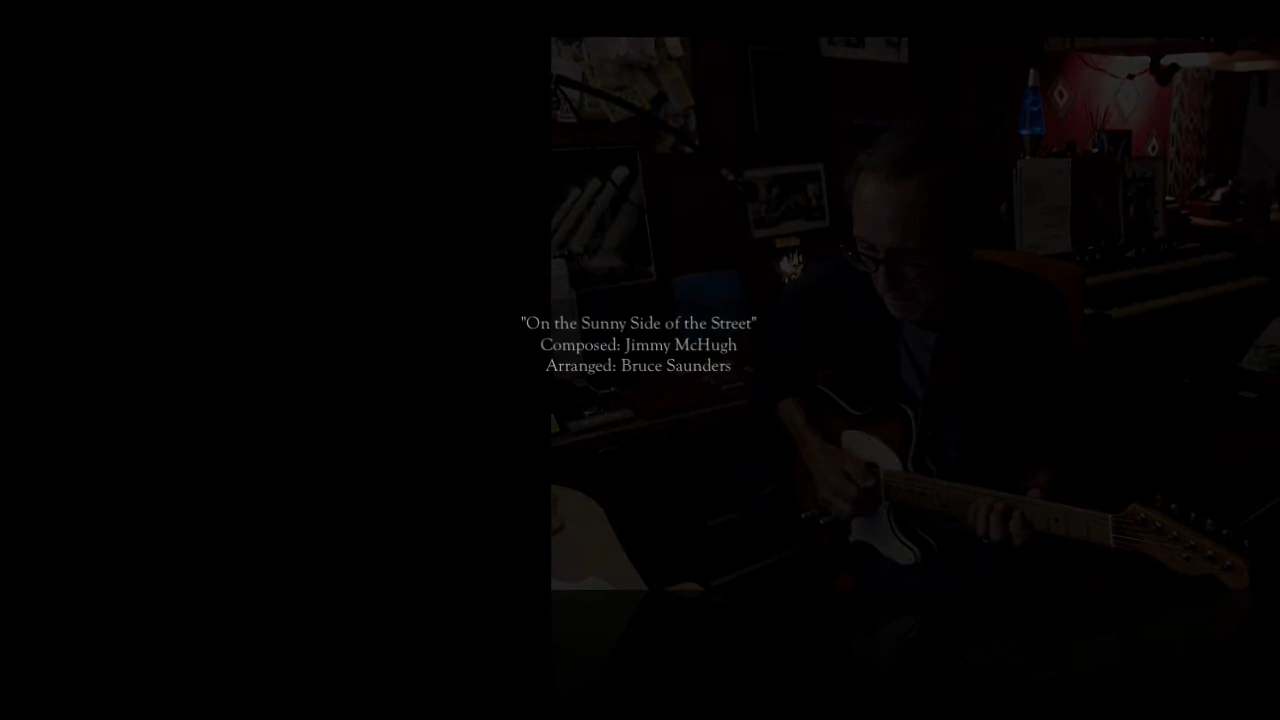 "On the Sunny Side of the Street"
Composed: Jimmy McHugh
Arranged: Bruce Saunders